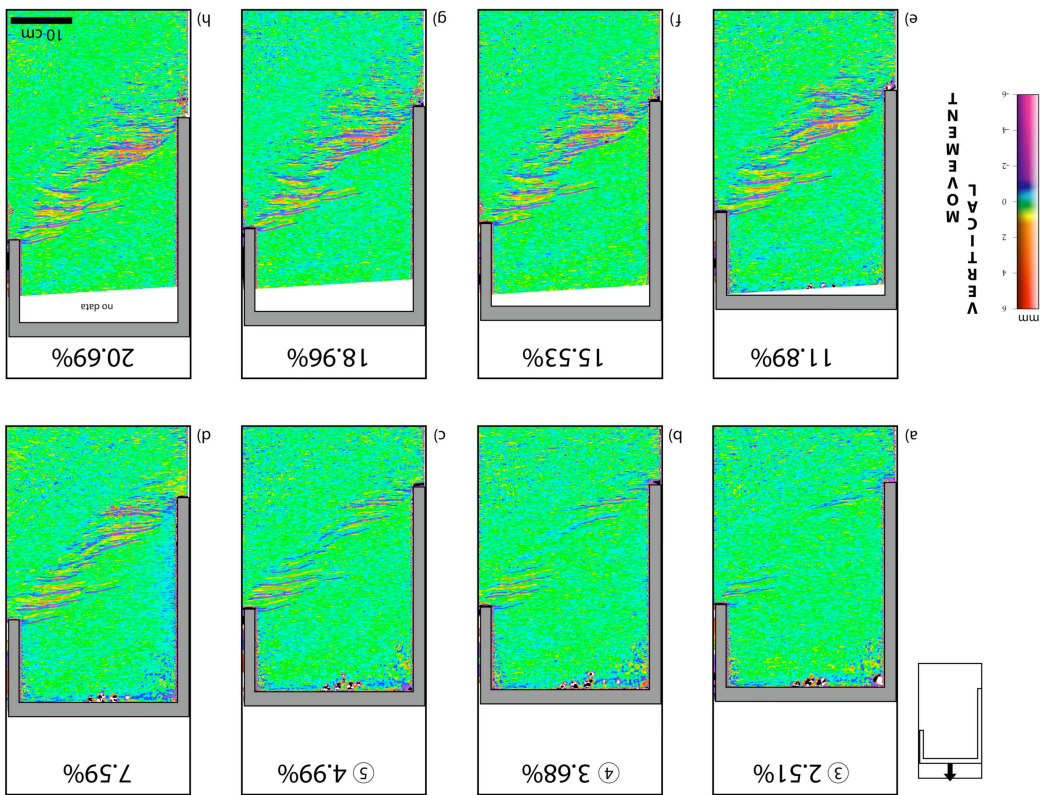 ③ 2.51%
④ 3.68%
⑤ 4.99%
7.59%
a)
b)
c)
d)
mm
6
4
2
0
-2
-4
-6
VERTICAL
MOVEMENT
11.89%
15.53%
18.96%
20.69%
no data
e)
f)
g)
h)
10 cm